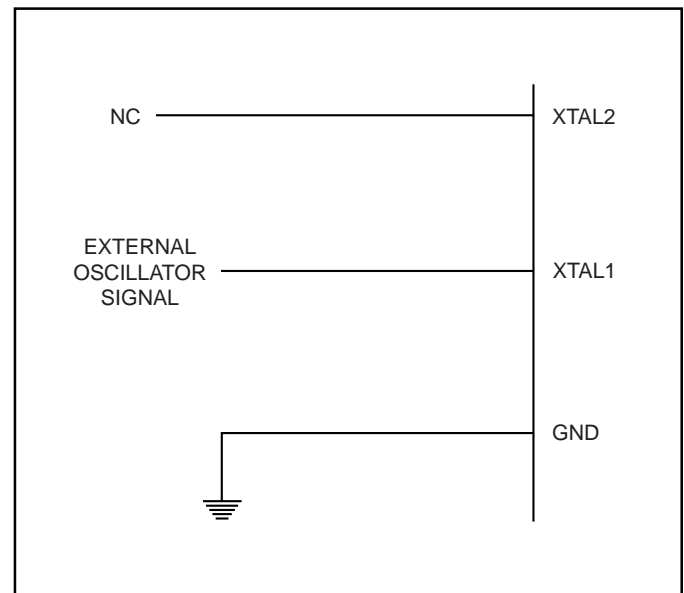 NC
XTAL2
EXTERNAL
OSCILLATOR
SIGNAL
XTAL1
GND